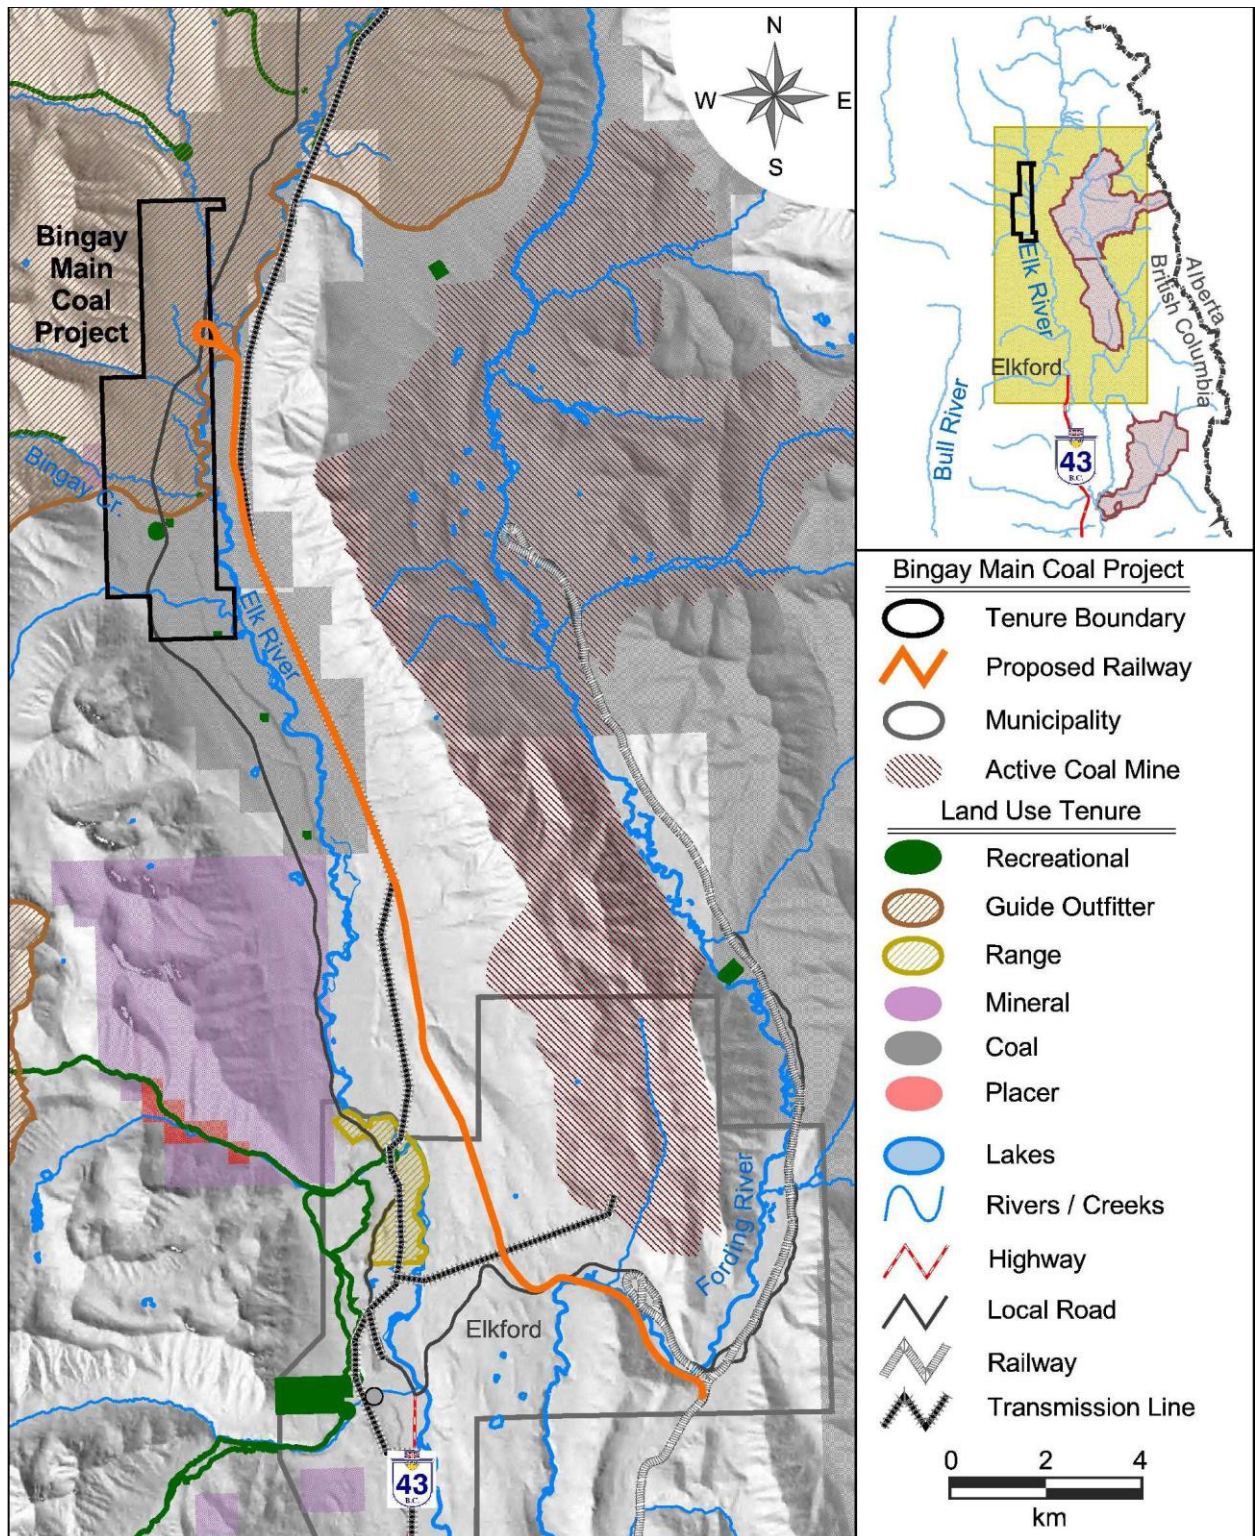 N
W
E
S
Bingay
Main
Coal
Project
Bingay Cr.
Elk River
Fording River
Elkford
43
B.C.
Elk River
Alberta
British Columbia
Elkford
Bull River
43
B.C.
Bingay Main Coal Project
Tenure Boundary
Proposed Railway
Municipality
Active Coal Mine
Land Use Tenure
Recreational
Guide Outfitter
Range
Mineral
Coal
Placer
Lakes
Rivers / Creeks
Highway
Local Road
Railway
Transmission Line
0 2 4
km